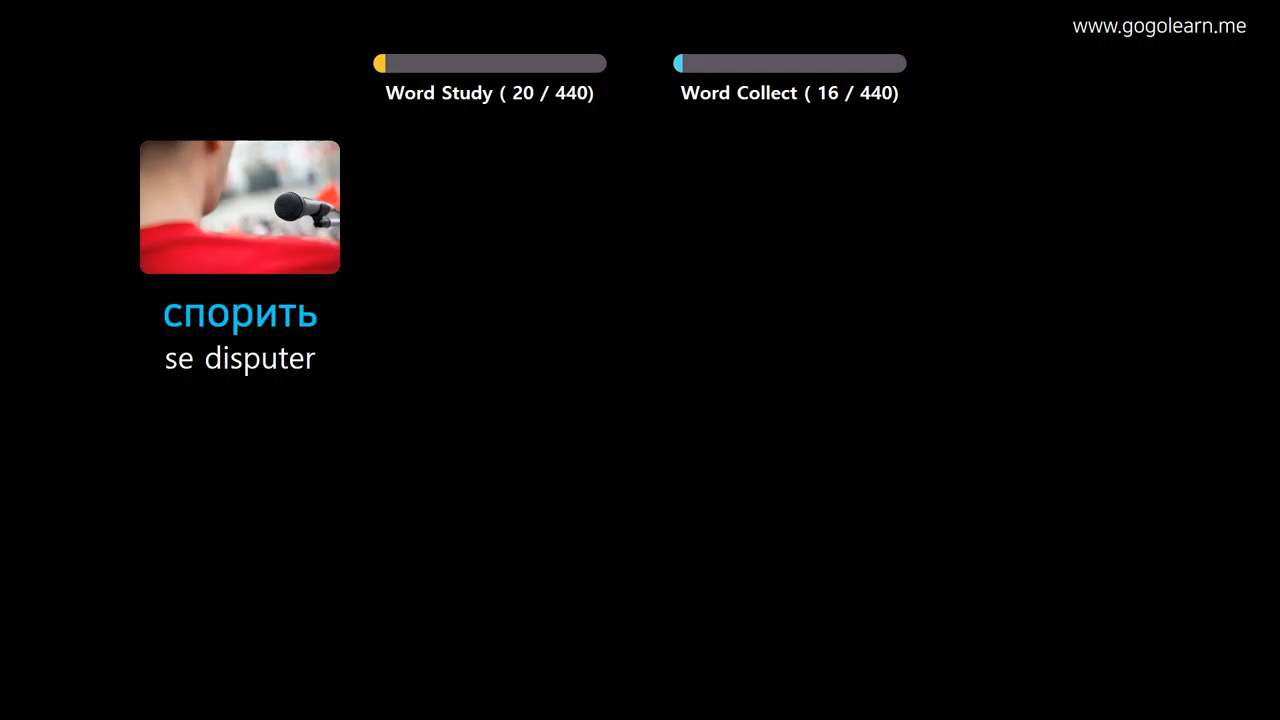 www.gogolearn.me
Word Study ( 20 / 440)
Word Collect ( 16 / 440)
спорить
se disputer